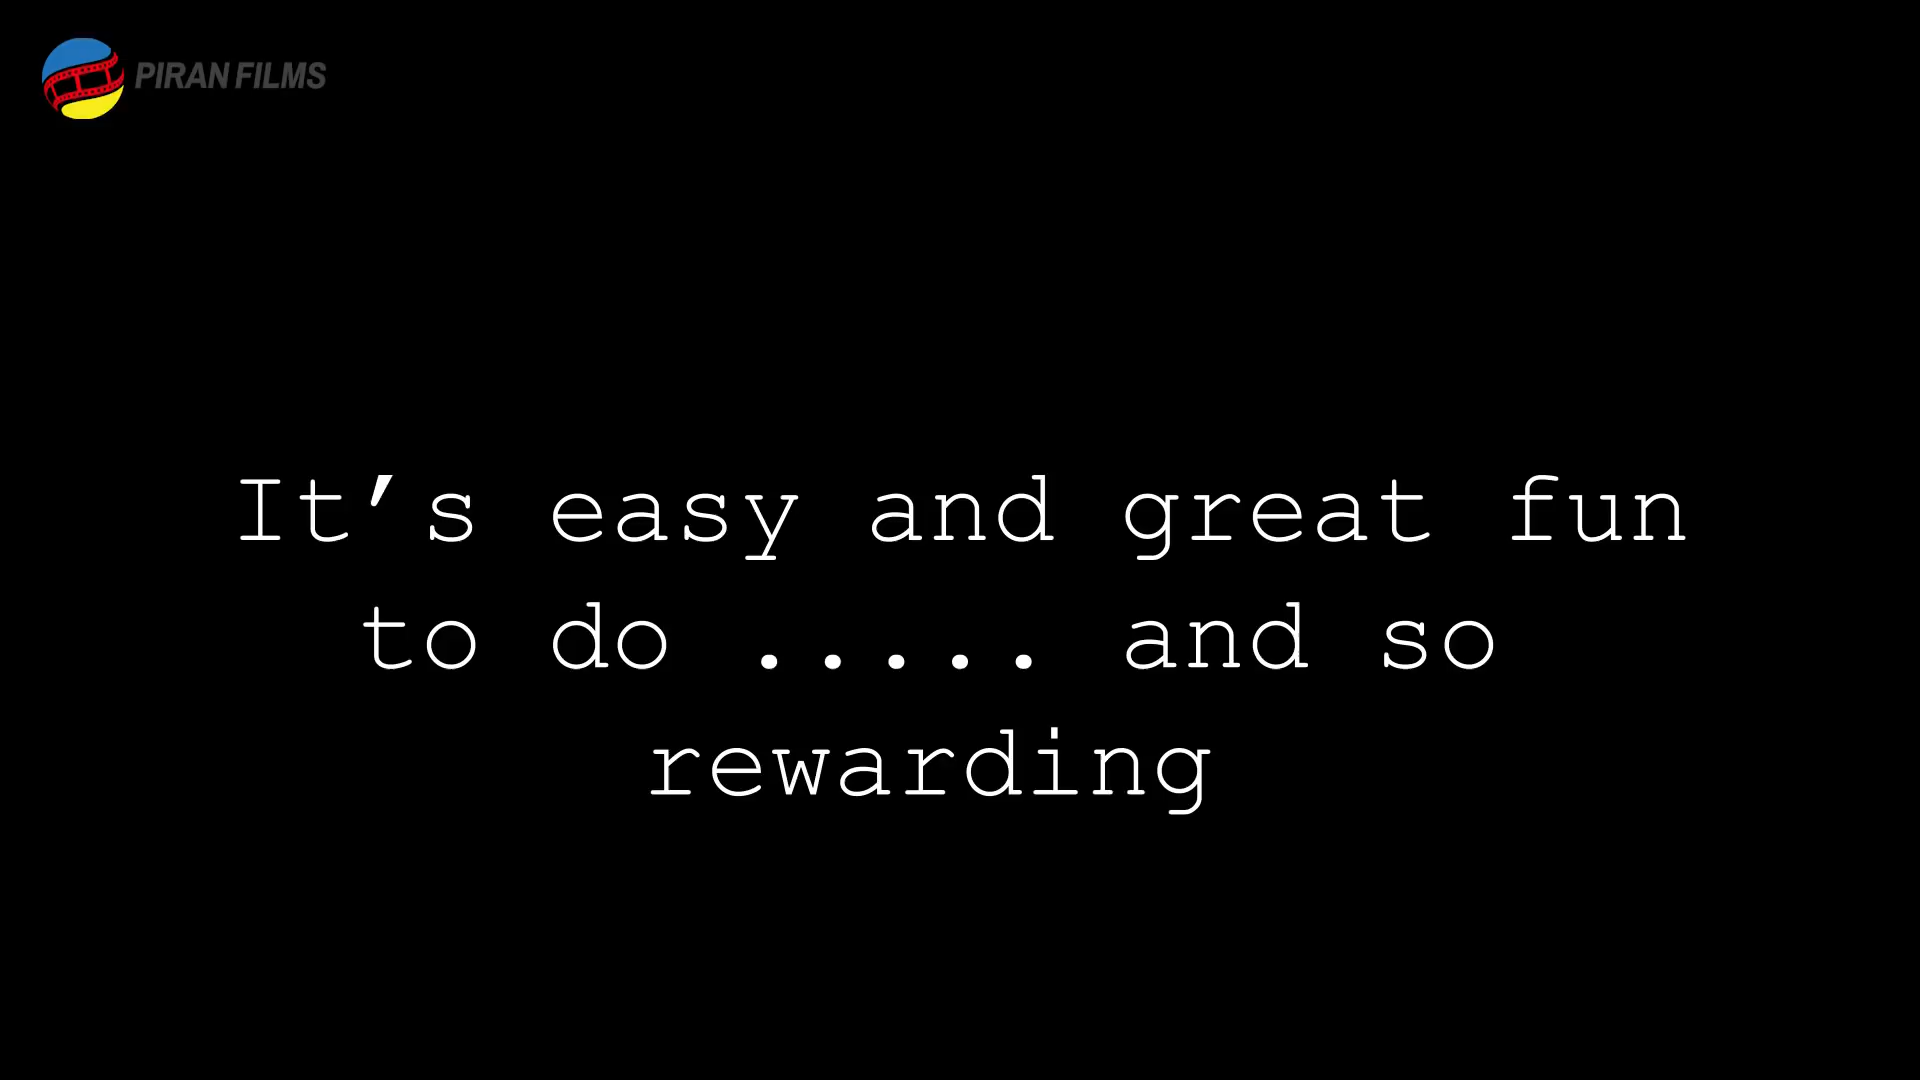 PIRAN FILMS
It’s easy and great fun
to do ..... and so
rewarding